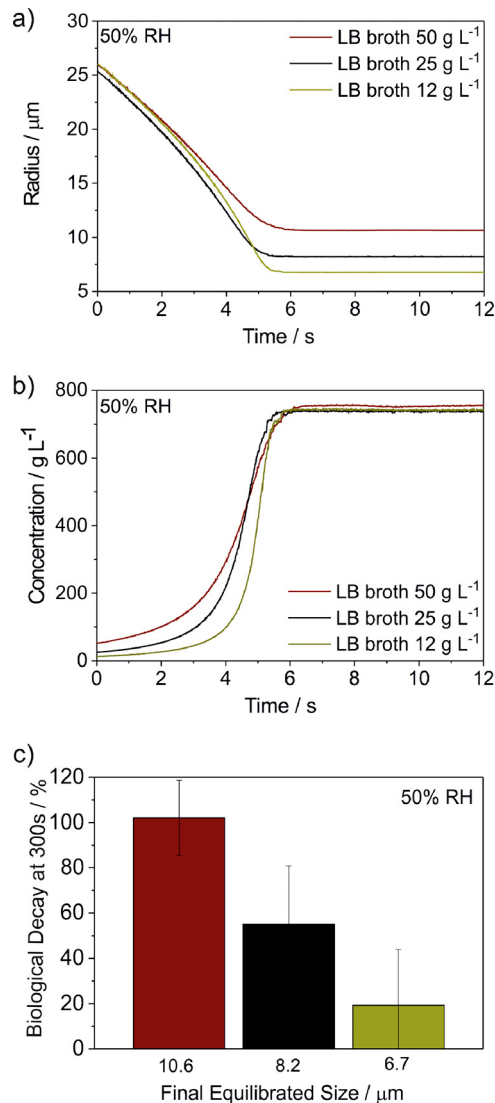 a)
50% RH
LB broth 50 g L⁻¹
LB broth 25 g L⁻¹
LB broth 12 g L⁻¹
30
25
20
15
10
5
Radius / μm
0 2 4 6 8 10 12
Time / s
b)
50% RH
800
600
400
200
0
Concentration / g L⁻¹
LB broth 50 g L⁻¹
LB broth 25 g L⁻¹
LB broth 12 g L⁻¹
0 2 4 6 8 10 12
Time / s
c)
50% RH
120
100
80
60
40
20
0
Biological Decay at 300s / %
10.6 8.2 6.7
Final Equilibrated Size / μm